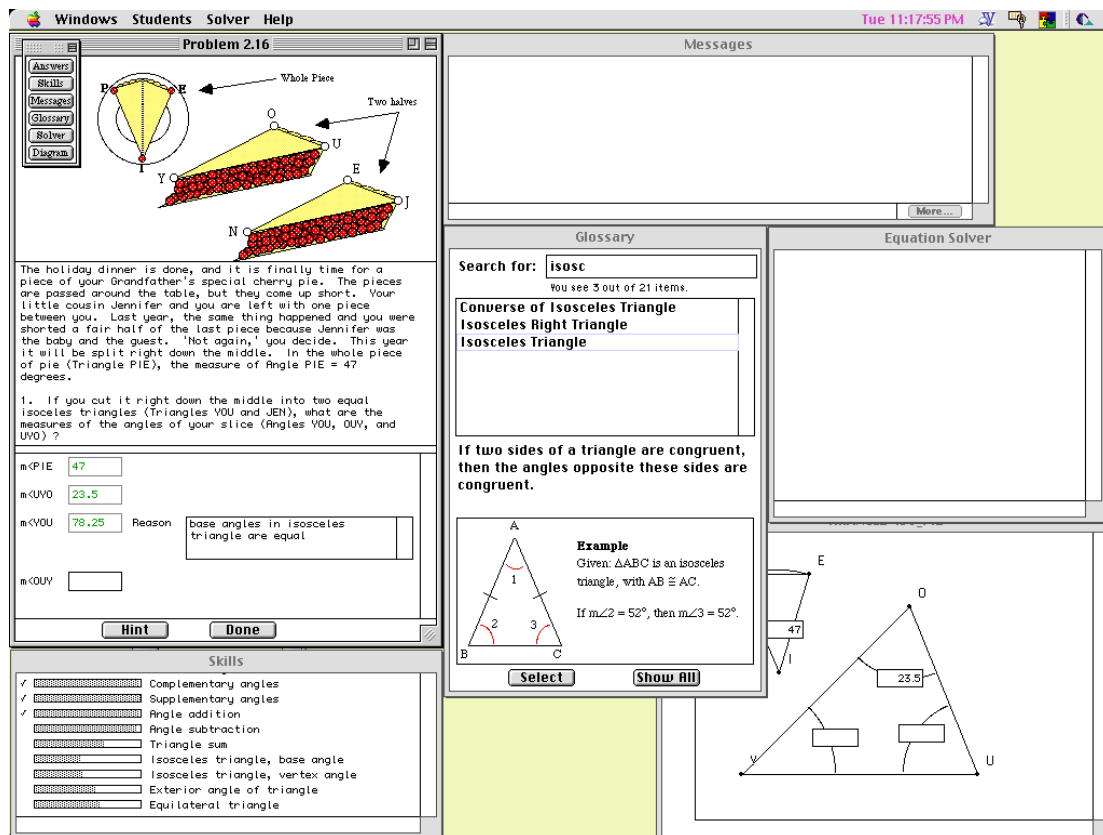 Windows Students Solver Help
Tue 11:17:55 PM
Problem 2.16
Answers
Skills
Messages
Glossary
Solver
Diagram
P
E
I
Whole Piece
Two halves
O
U
Y
E
J
N
The holiday dinner is done, and it is finally time for a
piece of your Grandfather's special cherry pie. The pieces
are passed around the table, but they come up short. Your
little cousin Jennifer and you are left with one piece
between you. Last year, the same thing happened and you were
shorted a fair half of the last piece because Jennifer was
the baby and the guest. 'Not again,' you decide. This year
it will be split right down the middle. In the whole piece
of pie (Triangle PIE), the measure of Angle PIE = 47
degrees.
1. If you cut it right down the middle into two equal
isoceles triangles (Triangles YOU and JEN), what are the
measures of the angles of your slice (Angles YOU, OUY, and
UYO) ?
m<PIE 47
m<UYO 23.5
m<YOU 78.25 Reason base angles in isosceles
triangle are equal
m<OUY
Hint Done
Skills
✓ Complementary angles
✓ Supplementary angles
✓ Angle addition
Angle subtraction
Triangle sum
Isosceles triangle, base angle
Isosceles triangle, vertex angle
Exterior angle of triangle
Equilateral triangle
Messages
More...
Glossary
Search for: isosc
You see 3 out of 21 items.
Converse of Isosceles Triangle
Isosceles Right Triangle
Isosceles Triangle
If two sides of a triangle are congruent,
then the angles opposite these sides are
congruent.
A
1
2
3
B
C
Example
Given: ΔABC is an isosceles
triangle, with AB ≅ AC.
If m∠2 = 52°, then m∠3 = 52°.
Select Show All
Equation Solver
E
47
I
O
23.5
Y
U